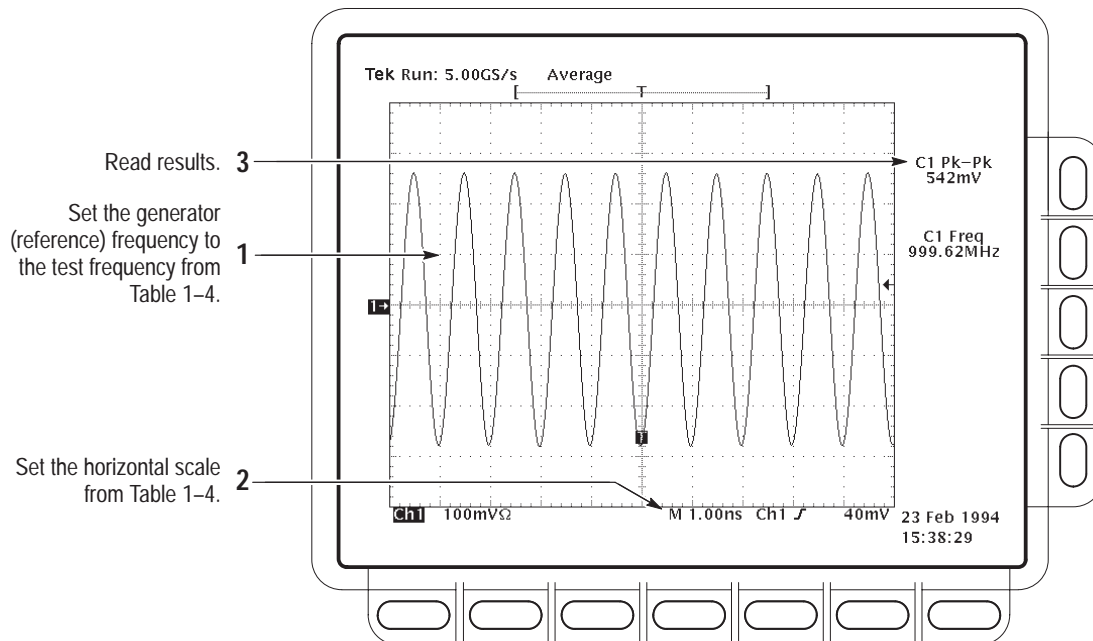 Tek Run: 5.00GS/s Average
[ T ]
Read results. 3
C1 Pk–Pk
542mV
Set the generator
(reference) frequency to
the test frequency from
Table 1–4.
1
C1 Freq
999.62MHz
1→
T
Set the horizontal scale
from Table 1–4.
2
Ch1 100mVΩ M 1.00ns Ch1 ƒ 40mV
23 Feb 1994
15:38:29